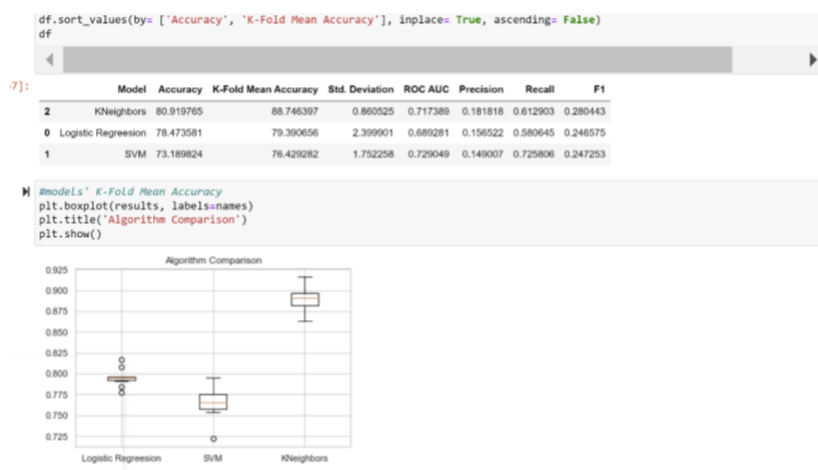 df.sort_values(by= ['Accuracy', 'K-Fold Mean Accuracy'], inplace= True, ascending= False)
df
7]:
Model Accuracy K-Fold Mean Accuracy Std. Deviation ROC AUC Precision Recall F1
2 KNeighbors 80.919765 88.746397 0.860525 0.717389 0.181818 0.612903 0.280443
0 Logistic Regreesion 78.473581 79.390656 2.399901 0.689281 0.156522 0.580645 0.246575
1 SVM 73.189824 76.429282 1.752258 0.729049 0.149007 0.725806 0.247253
#models' K-Fold Mean Accuracy
plt.boxplot(results, labels=names)
plt.title('Algorithm Comparison')
plt.show()
Algorithm Comparison
0.925
0.900
0.875
0.850
0.825
0.800
0.775
0.750
0.725
Logistic Regreesion SVM KNeighbors